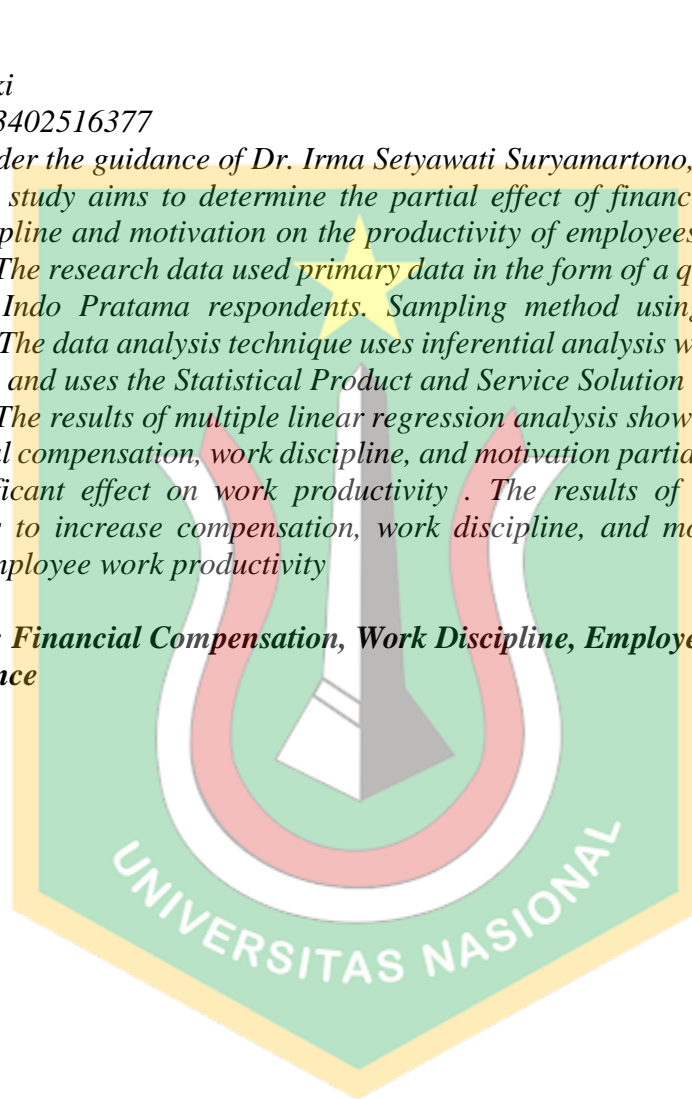 ki
3402516377
der the guidance of Dr. Irma Setyawati Suryamartono,
study aims to determine the partial effect of financ
pline and motivation on the productivity of employees
The research data used primary data in the form of a q
Indo Pratama respondents. Sampling method using
The data analysis technique uses inferential analysis w
and uses the Statistical Product and Service Solution
The results of multiple linear regression analysis show
l compensation, work discipline, and motivation partia
ficant effect on work productivity . The results of
s to increase compensation, work discipline, and mo
mployee work productivity
: Financial Compensation, Work Discipline, Employe
nce
UNIVERSITAS NASIONAL